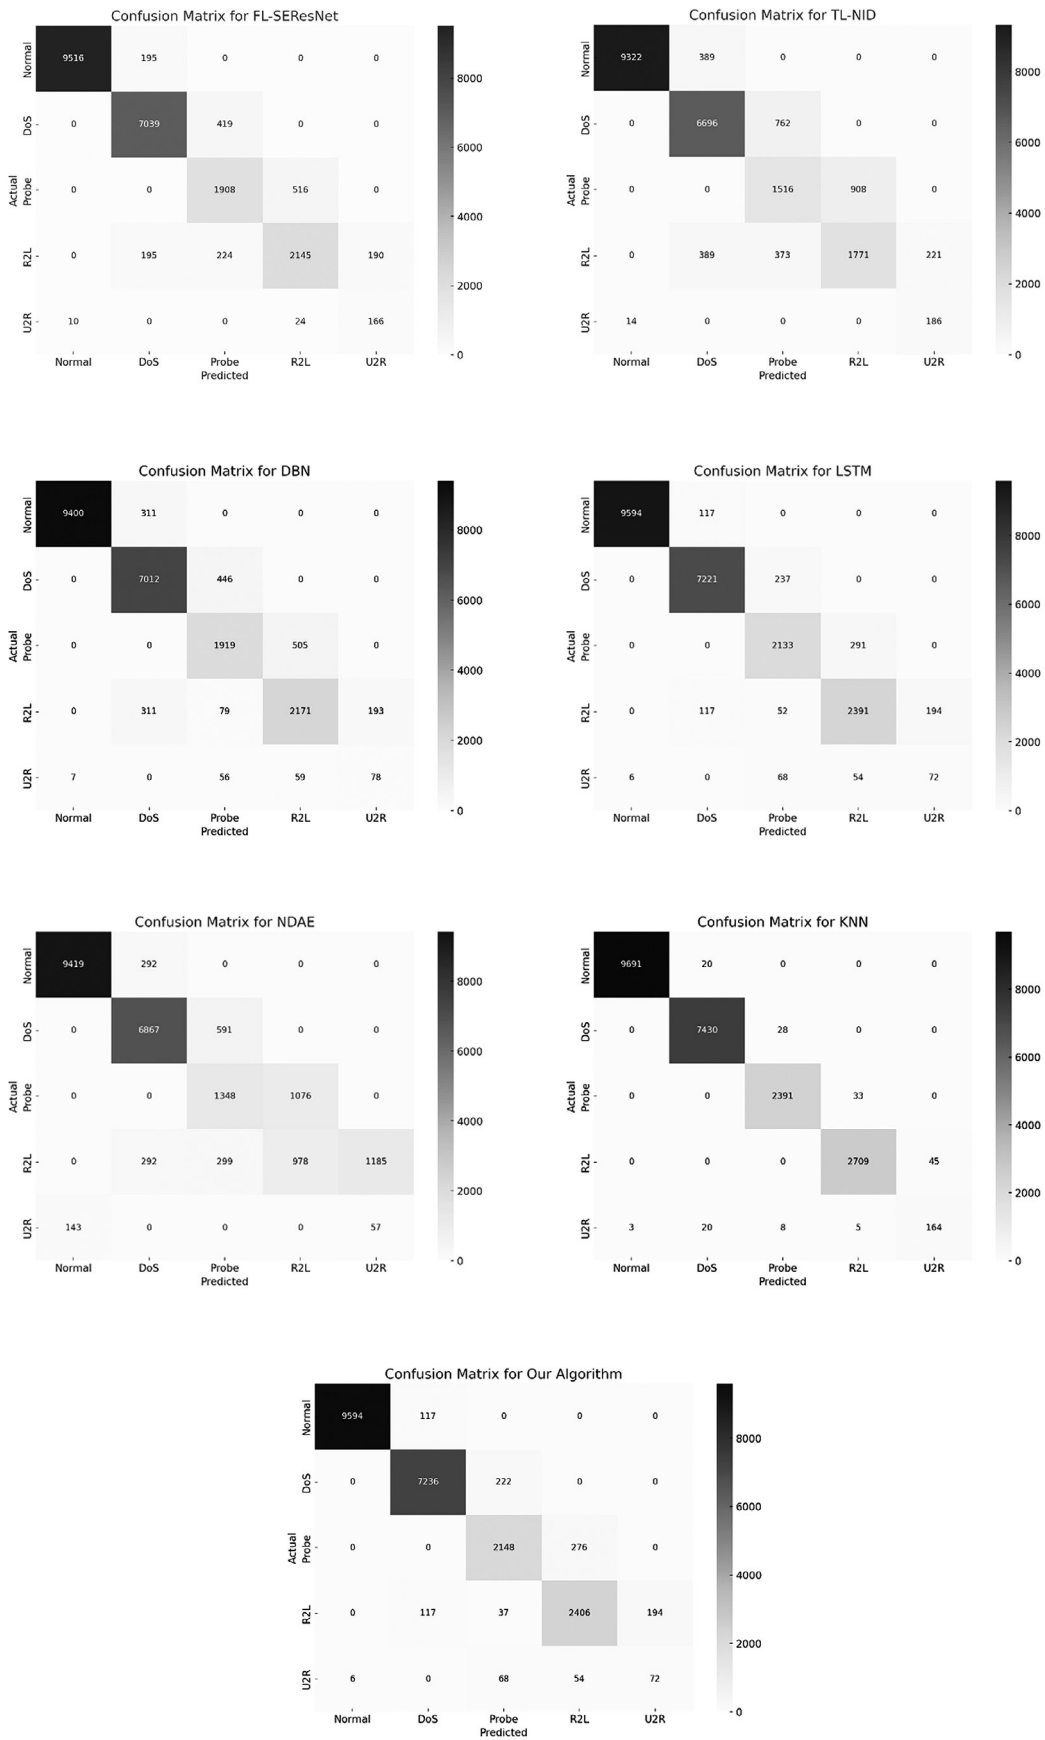 Confusion Matrix for FL-SEResNet
Normal 9516 195 0 0 0
DoS 0 7039 419 0 0
Actual
Probe 0 0 1908 516 0
R2L 0 195 224 2145 190
U2R 10 0 0 24 166
Normal DoS Probe R2L U2R
Predicted
8000
6000
4000
2000
0
Confusion Matrix for TL-NID
Normal 9322 389 0 0 0
DoS 0 6696 762 0 0
Actual
Probe 0 0 1516 908 0
R2L 0 389 373 1771 221
U2R 14 0 0 0 186
Normal DoS Probe R2L U2R
Predicted
8000
6000
4000
2000
0
Confusion Matrix for DBN
Normal 9400 311 0 0 0
DoS 0 7012 446 0 0
Actual
Probe 0 0 1919 505 0
R2L 0 311 79 2171 193
U2R 7 0 56 59 78
Normal DoS Probe R2L U2R
Predicted
8000
6000
4000
2000
0
Confusion Matrix for LSTM
Normal 9594 117 0 0 0
DoS 0 7221 237 0 0
Actual
Probe 0 0 2133 291 0
R2L 0 117 52 2391 194
U2R 6 0 68 54 72
Normal DoS Probe R2L U2R
Predicted
8000
6000
4000
2000
0
Confusion Matrix for NDAE
Normal 9419 292 0 0 0
DoS 0 6867 591 0 0
Actual
Probe 0 0 1348 1076 0
R2L 0 292 299 978 1185
U2R 143 0 0 0 57
Normal DoS Probe R2L U2R
Predicted
8000
6000
4000
2000
0
Confusion Matrix for KNN
Normal 9691 20 0 0 0
DoS 0 7430 28 0 0
Actual
Probe 0 0 2391 33 0
R2L 0 0 0 2709 45
U2R 3 20 8 5 164
Normal DoS Probe R2L U2R
Predicted
8000
6000
4000
2000
0
Confusion Matrix for Our Algorithm
Normal 9594 117 0 0 0
DoS 0 7236 222 0 0
Actual
Probe 0 0 2148 276 0
R2L 0 117 37 2406 194
U2R 6 0 68 54 72
Normal DoS Probe R2L U2R
Predicted
8000
6000
4000
2000
0